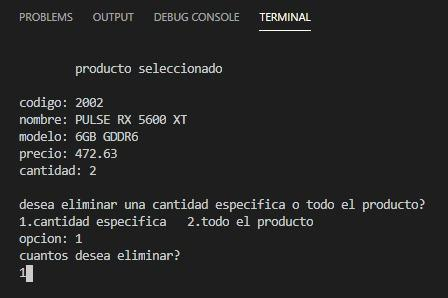 PROBLEMS OUTPUT DEBUG CONSOLE TERMINAL
producto seleccionado
codigo: 2002
nombre: PULSE RX 5600 XT
modelo: 6GB GDDR6
precio: 472.63
cantidad: 2
desea eliminar una cantidad especifica o todo el producto?
1.cantidad especifica 2.todo el producto
opcion: 1
cuantos desea eliminar?
1